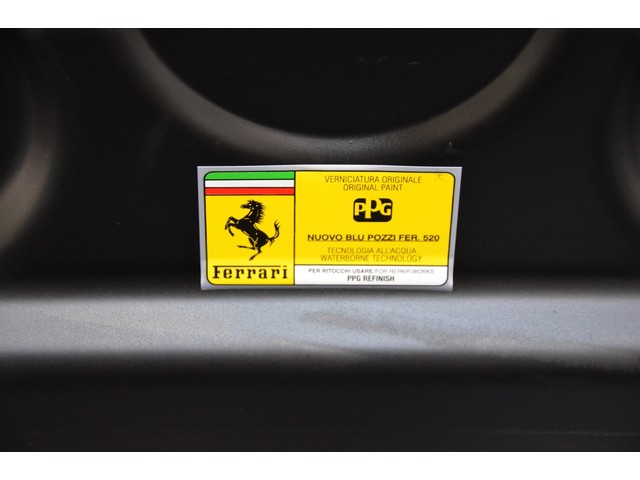 VERNICIATURA ORIGINALE
ORIGINAL PAINT
PPG
NUOVO BLU POZZI FER. 520
TECNOLOGIA ALL'ACQUA
WATERBORNE TECHNOLOGY
Ferrari
PER RITOCCHI USARE/FOR REPAIR WORKS
PPG REFINISH